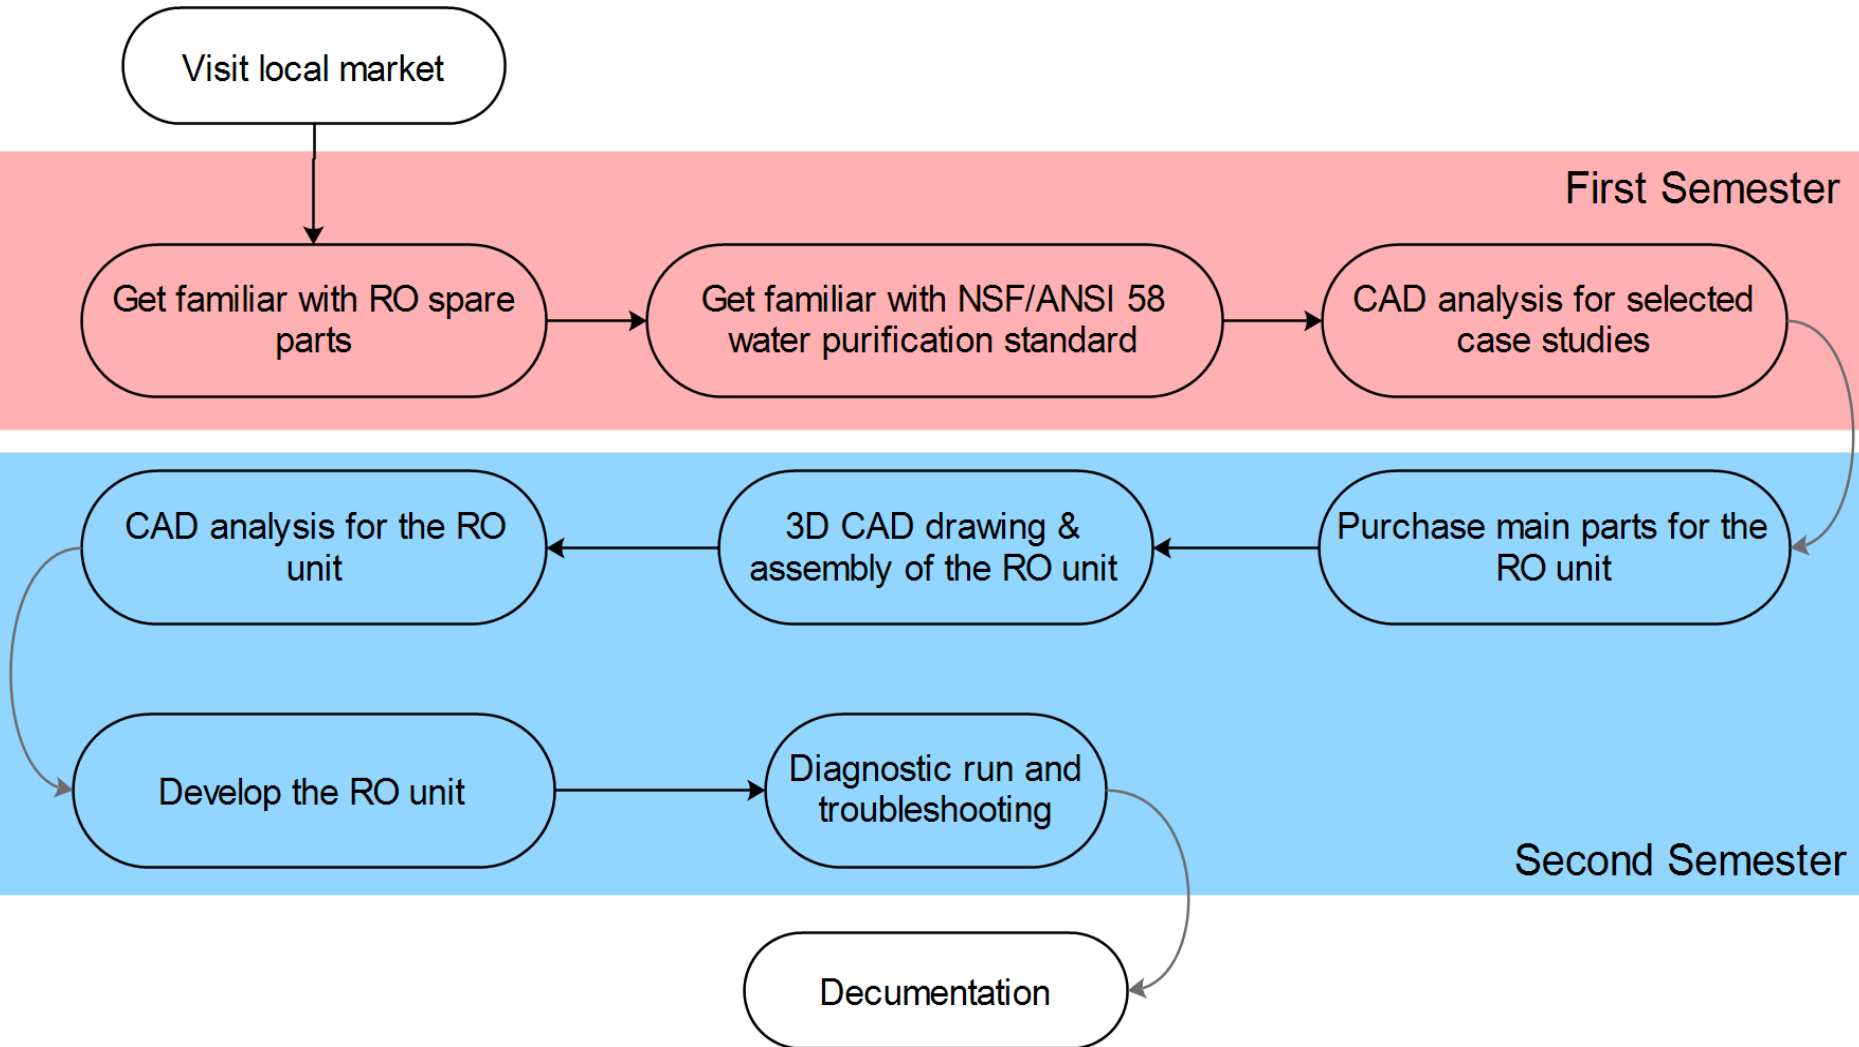 Visit local market
First Semester
Get familiar with RO spare
parts
Get familiar with NSF/ANSI 58
water purification standard
CAD analysis for selected
case studies
Purchase main parts for the
RO unit
3D CAD drawing &
assembly of the RO unit
CAD analysis for the RO
unit
Develop the RO unit
Diagnostic run and
troubleshooting
Second Semester
Decumentation